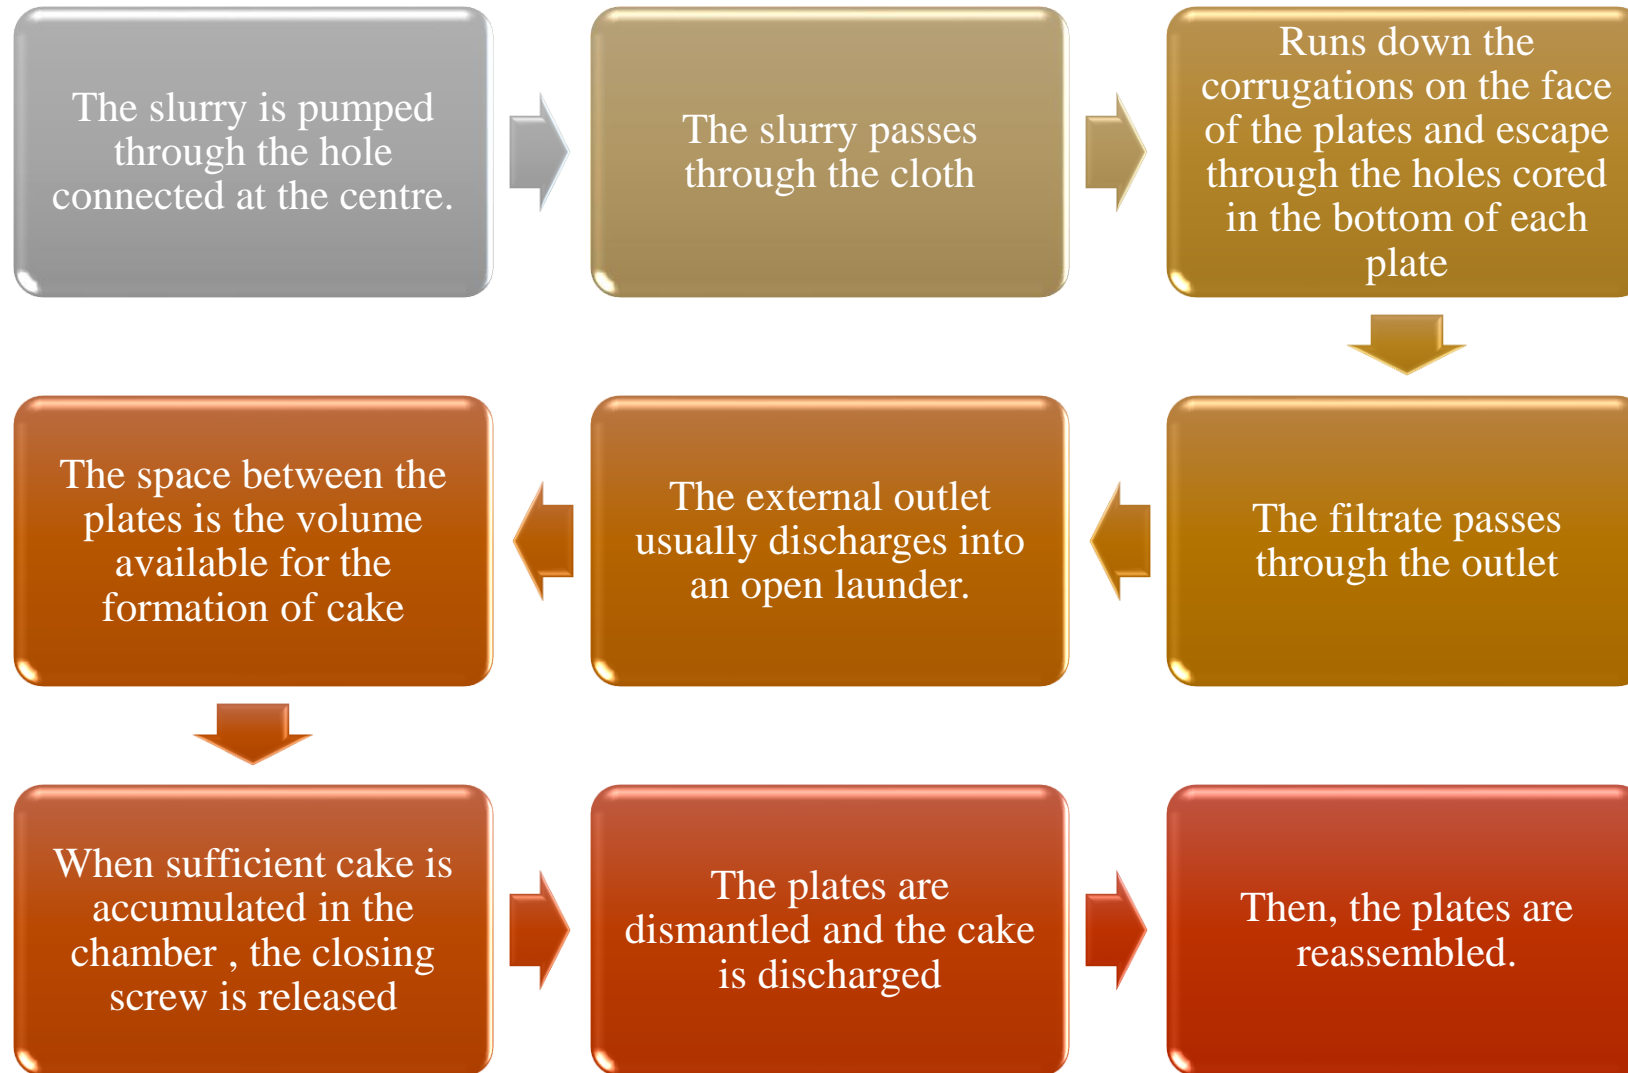 The slurry is pumped
through the hole
connected at the centre.
The slurry passes
through the cloth
Runs down the
corrugations on the face
of the plates and escape
through the holes cored
in the bottom of each
plate
The filtrate passes
through the outlet
The external outlet
usually discharges into
an open launder.
The space between the
plates is the volume
available for the
formation of cake
When sufficient cake is
accumulated in the
chamber , the closing
screw is released
The plates are
dismantled and the cake
is discharged
Then, the plates are
reassembled.